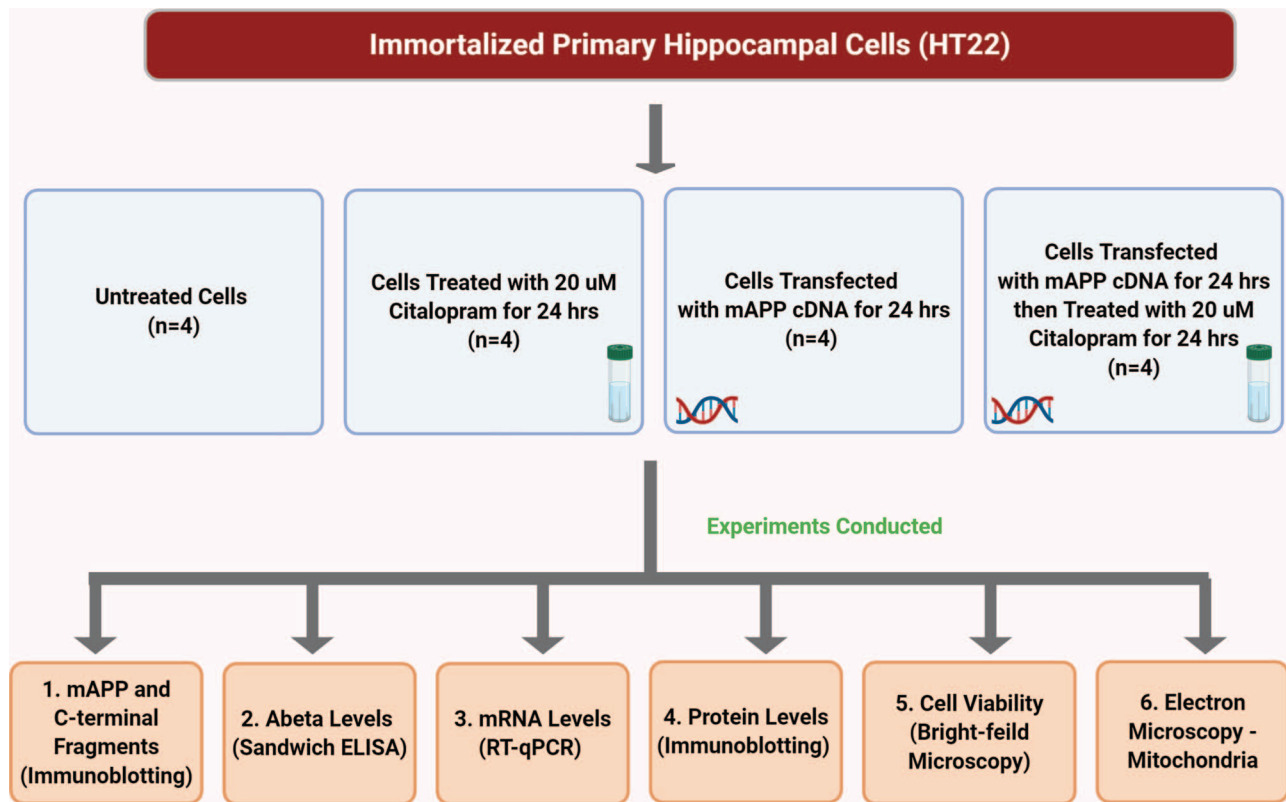 Immortalized Primary Hippocampal Cells (HT22)
Untreated Cells
(n=4)
Cells Treated with 20 uM
Citalopram for 24 hrs
(n=4)
Cells Transfected
with mAPP cDNA for 24 hrs
(n=4)
Cells Transfected
with mAPP cDNA for 24 hrs
then Treated with 20 uM
Citalopram for 24 hrs
(n=4)
Experiments Conducted
1. mAPP and
C-terminal
Fragments
(Immunoblotting)
2. Abeta Levels
(Sandwich ELISA)
3. mRNA Levels
(RT-qPCR)
4. Protein Levels
(Immunoblotting)
5. Cell Viability
(Bright-feild
Microscopy)
6. Electron
Microscopy -
Mitochondria